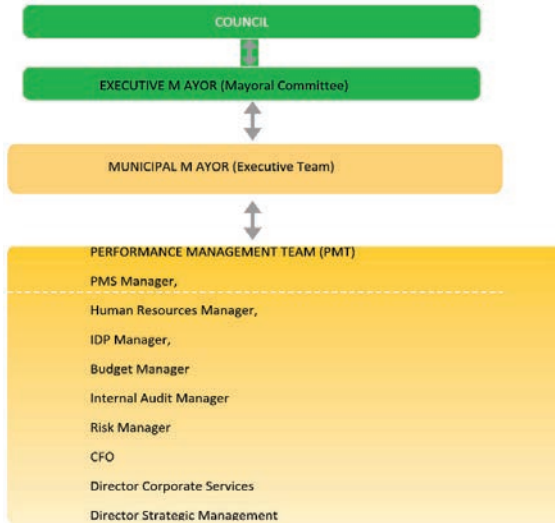 COUNCIL
EXECUTIVE M AYOR (Mayoral Committee)
MUNICIPAL M AYOR (Executive Team)
PERFORMANCE MANAGEMENT TEAM (PMT)
PMS Manager,
Human Resources Manager,
IDP Manager,
Budget Manager
Internal Audit Manager
Risk Manager
CFO
Director Corporate Services
Director Strategic Management